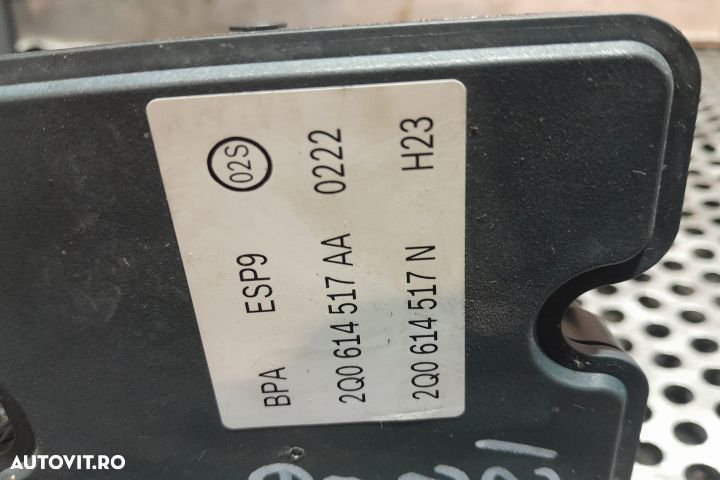 BPA ESP9 02S
2Q0 614 517 AA 0222
2Q0 614 517 N H23
AUTOVIT.RO